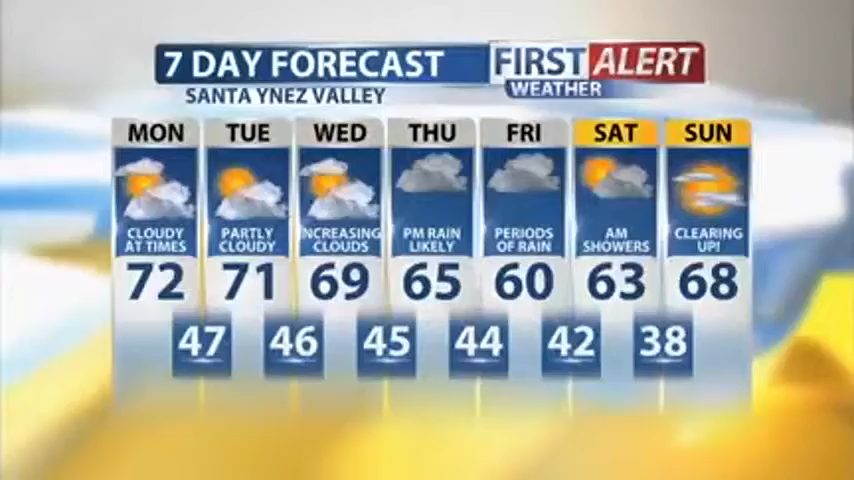 7 DAY FORECAST
FIRST ALERT
WEATHER
SANTA YNEZ VALLEY
MON TUE WED THU FRI SAT SUN
CLOUDY AT TIMES
PARTLY CLOUDY
INCREASING CLOUDS
PM RAIN LIKELY
PERIODS OF RAIN
AM SHOWERS
CLEARING UP!
72 71 69 65 60 63 68
47 46 45 44 42 38